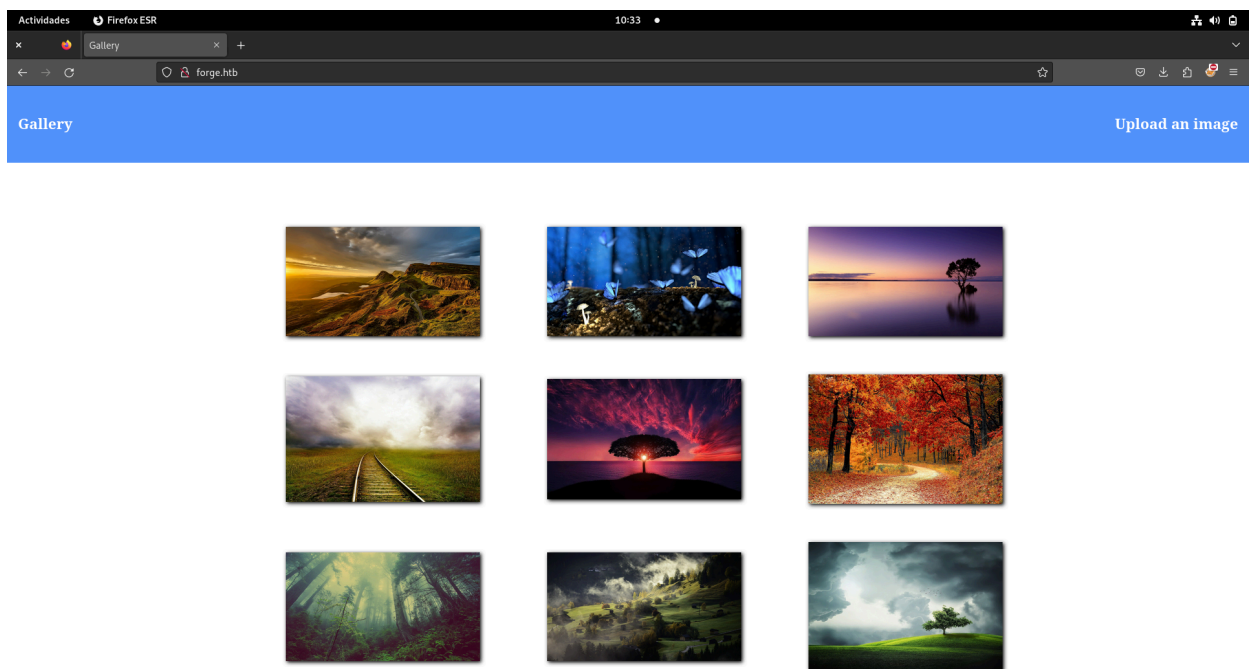 Actividades Firefox ESR 10:33
Gallery
forge.htb
Gallery Upload an image